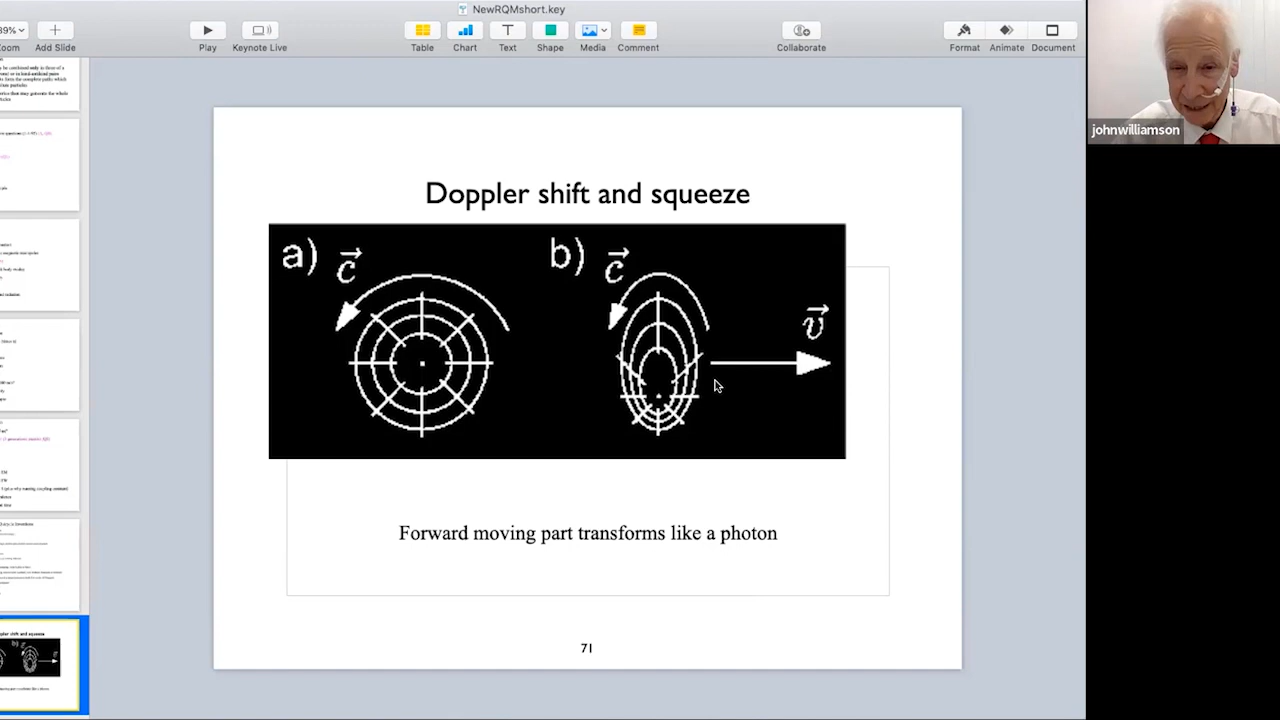 NewRQMshort.key
Zoom
Add Slide
Play
Keynote Live
Table
Chart
Text
Shape
Media
Comment
Collaborate
Format
Animate
Document
johnwilliamson
Doppler shift and squeeze
a) c
b) c
v
Forward moving part transforms like a photon
71